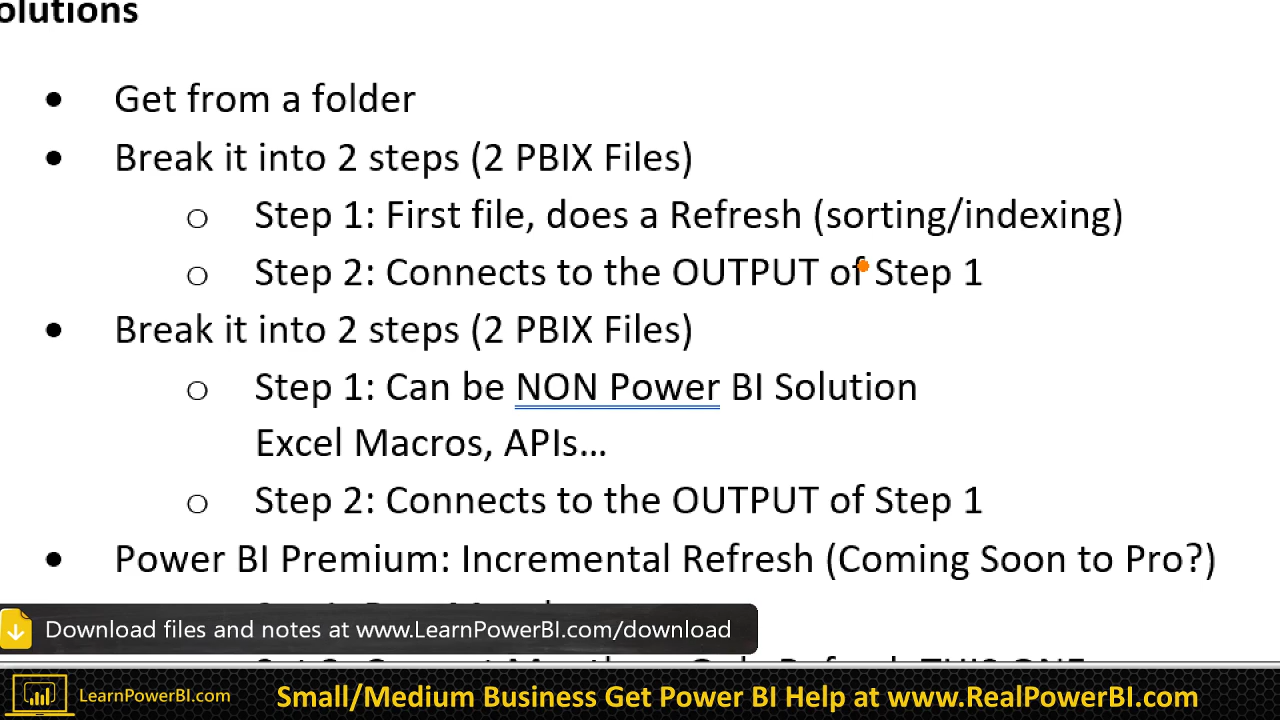 olutions
• Get from a folder
• Break it into 2 steps (2 PBIX Files)
o Step 1: First file, does a Refresh (sorting/indexing)
o Step 2: Connects to the OUTPUT of Step 1
• Break it into 2 steps (2 PBIX Files)
o Step 1: Can be NON Power BI Solution
Excel Macros, APIs...
o Step 2: Connects to the OUTPUT of Step 1
• Power BI Premium: Incremental Refresh (Coming Soon to Pro?)
Download files and notes at www.LearnPowerBI.com/download
LearnPowerBI.com
Small/Medium Business Get Power BI Help at www.RealPowerBI.com